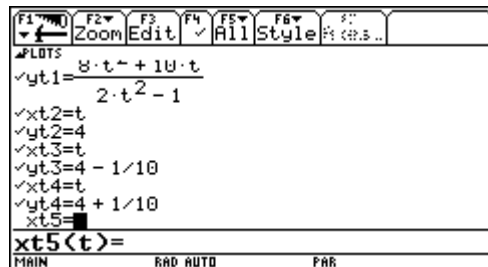 F1 F2 F3 F4 F5 F6
Zoom Edit ✓ All Style
PLOTS
✓yt1=8·t² + 10·t
2·t² - 1
✓xt2=t
✓yt2=4
✓xt3=t
✓yt3=4 - 1/10
✓xt4=t
✓yt4=4 + 1/10
xt5=
xt5(t)=
MAIN RAD AUTO PAR